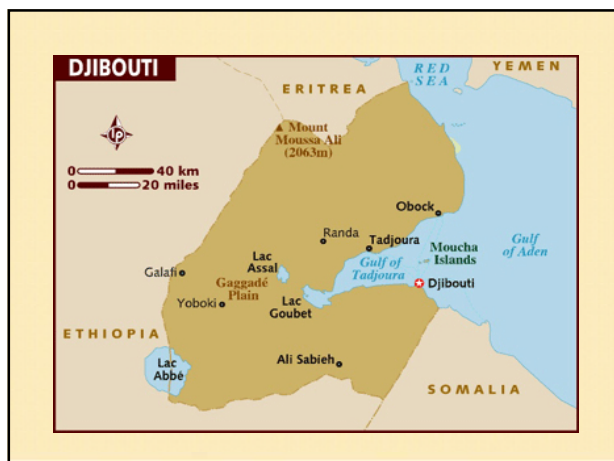 DJIBOUTI
RED
SEA
YEMEN
ERITREA
Mount
Moussa Ali
(2063m)
lp
0 40 km
0 20 miles
Obock
Randa
Tadjoura
Moucha
Islands
Gulf
of Aden
Gulf of
Tadjoura
Lac
Assal
Galafi
Gaggadé
Plain
Djibouti
Yoboki
Lac
Goubet
ETHIOPIA
Lac
Abbé
Ali Sabieh
SOMALIA